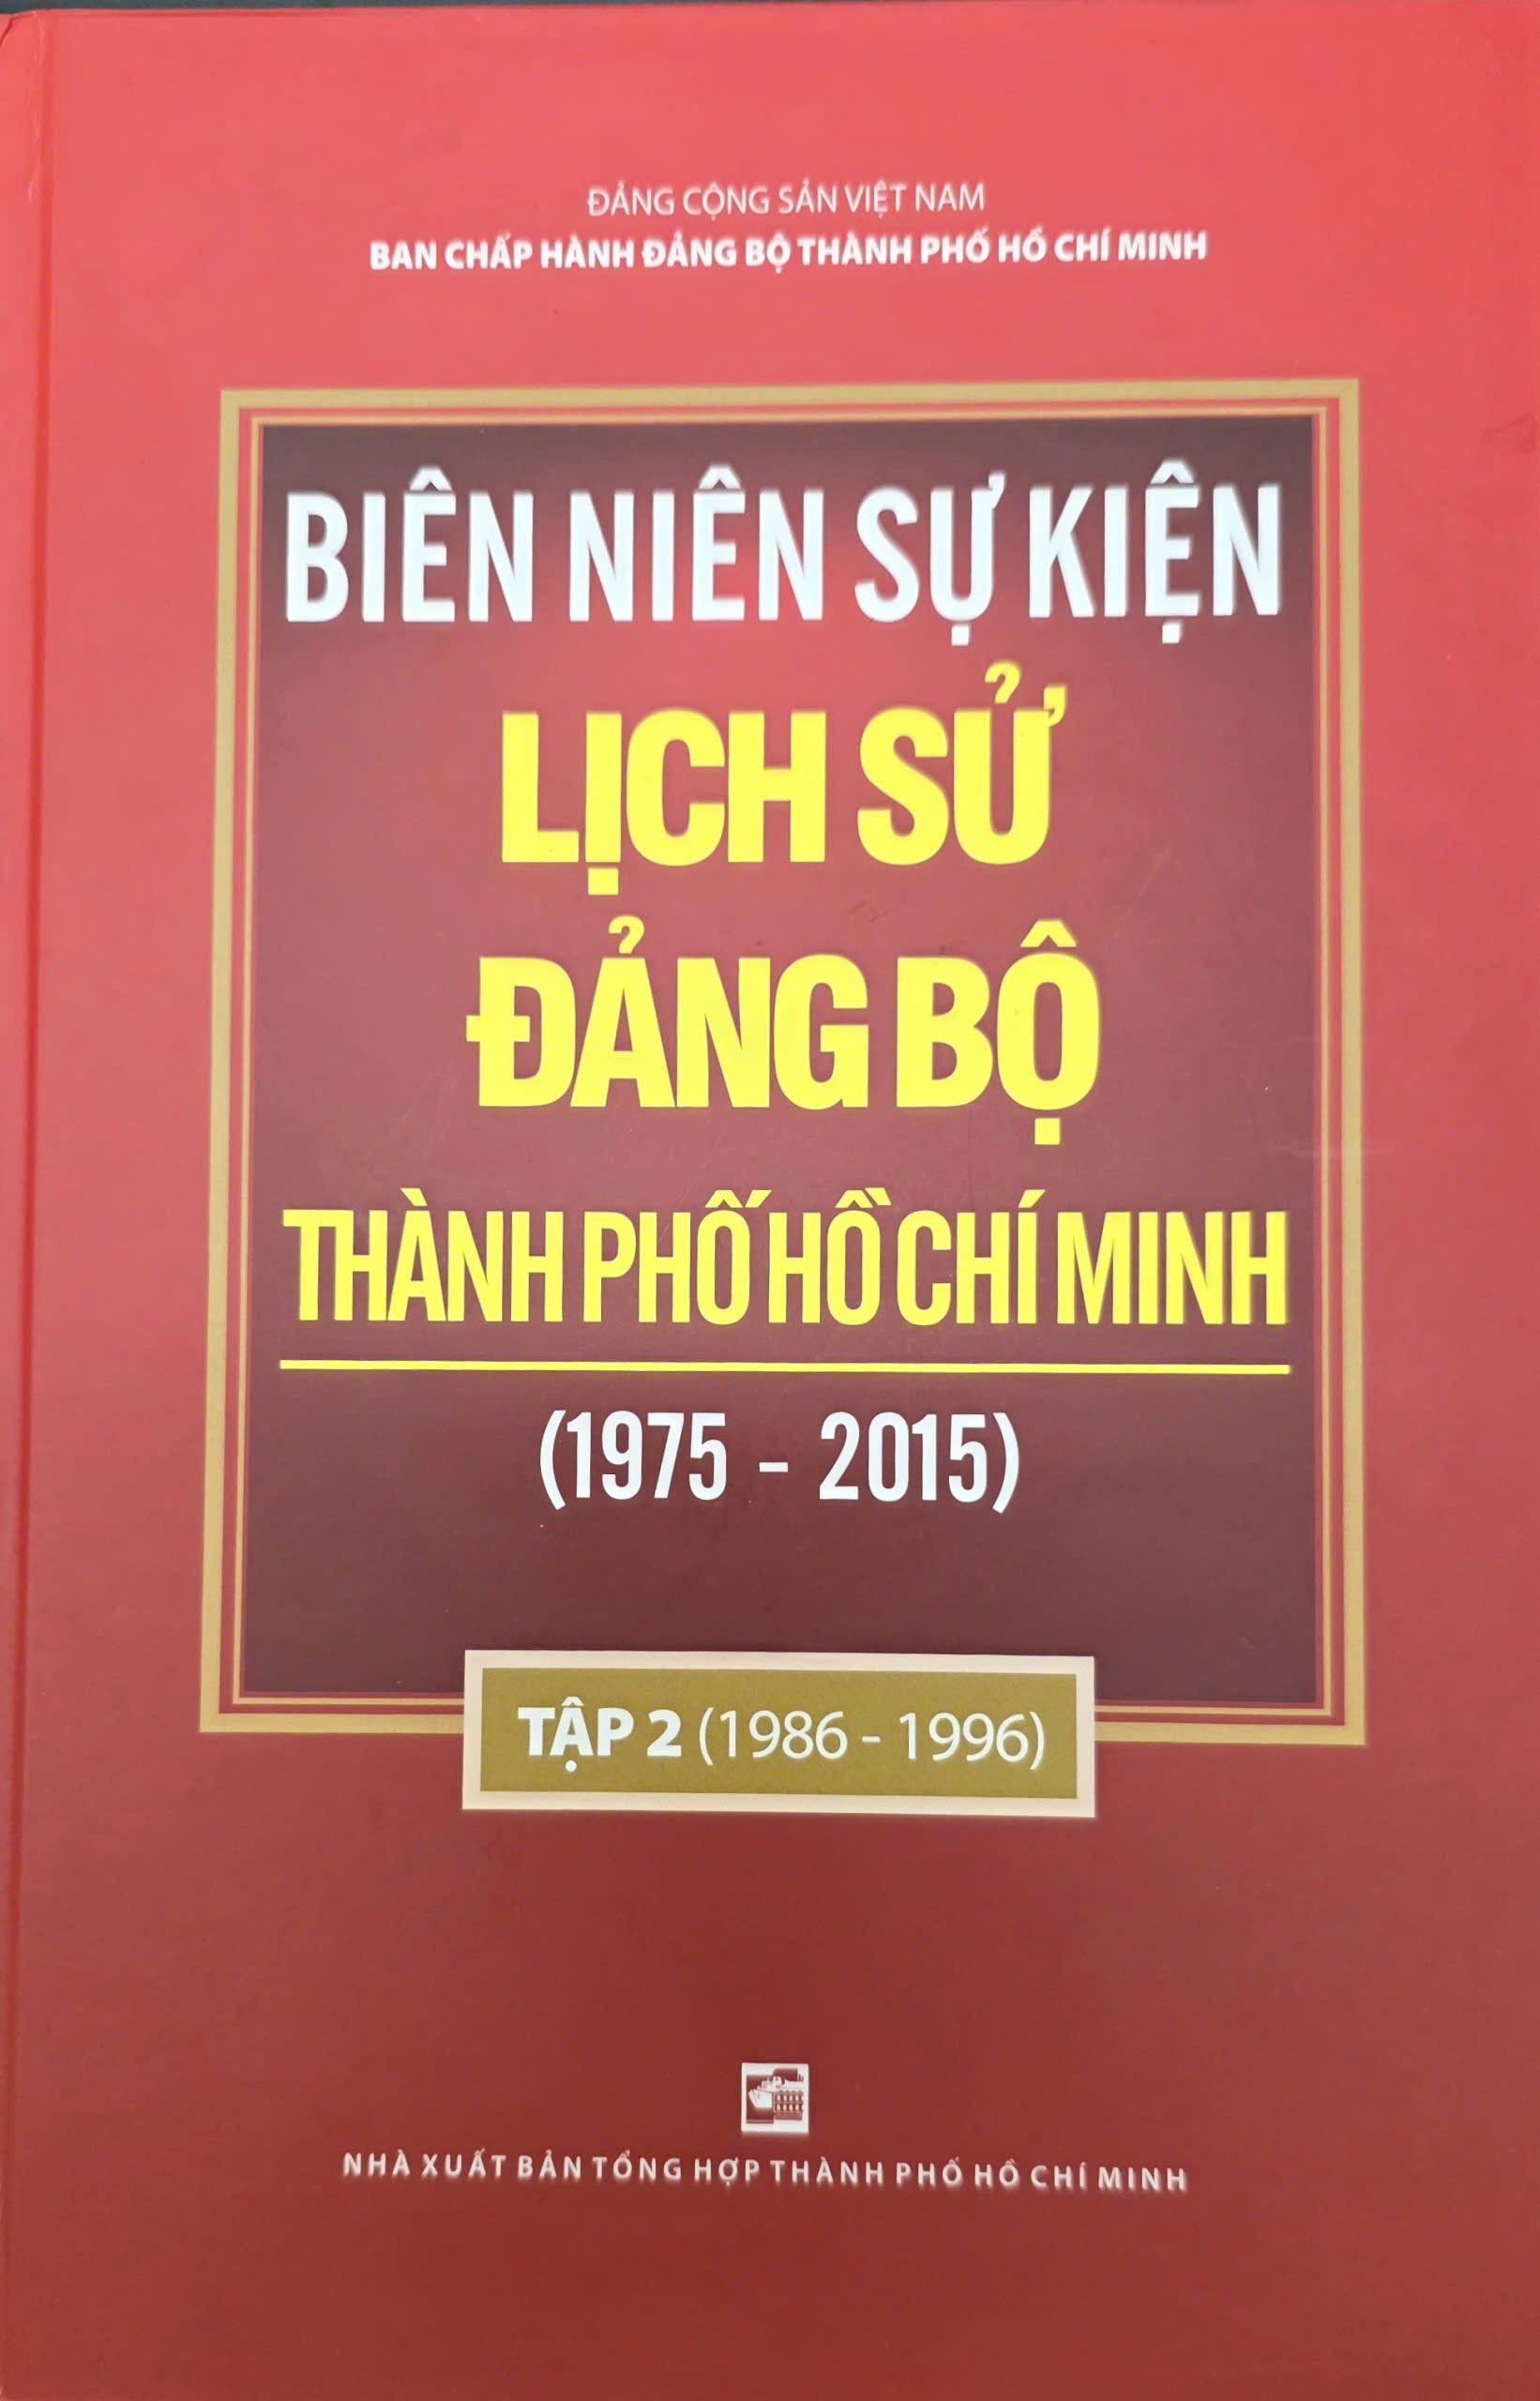 ĐẢNG CỘNG SẢN VIỆT NAM
BAN CHẤP HÀNH ĐẢNG BỘ THÀNH PHỐ HỒ CHÍ MINH
BIÊN NIÊN SỰ KIỆN
LỊCH SỬ
ĐẢNG BỘ
THÀNH PHỐ HỒ CHÍ MINH
(1975 - 2015)
TẬP 2 (1986 - 1996)
NHÀ XUẤT BẢN TỔNG HỢP THÀNH PHỐ HỒ CHÍ MINH